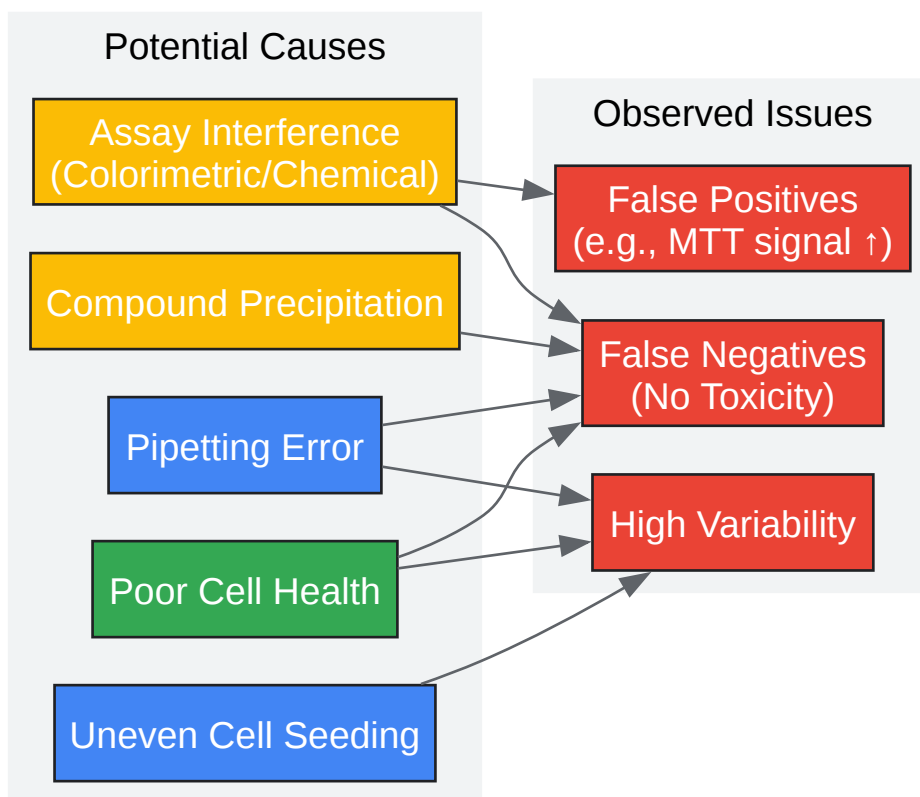 Potential Causes
Assay Interference
(Colorimetric/Chemical)
Compound Precipitation
Pipetting Error
Poor Cell Health
Uneven Cell Seeding
Observed Issues
False Positives
(e.g., MTT signal ↑)
False Negatives
(No Toxicity)
High Variability